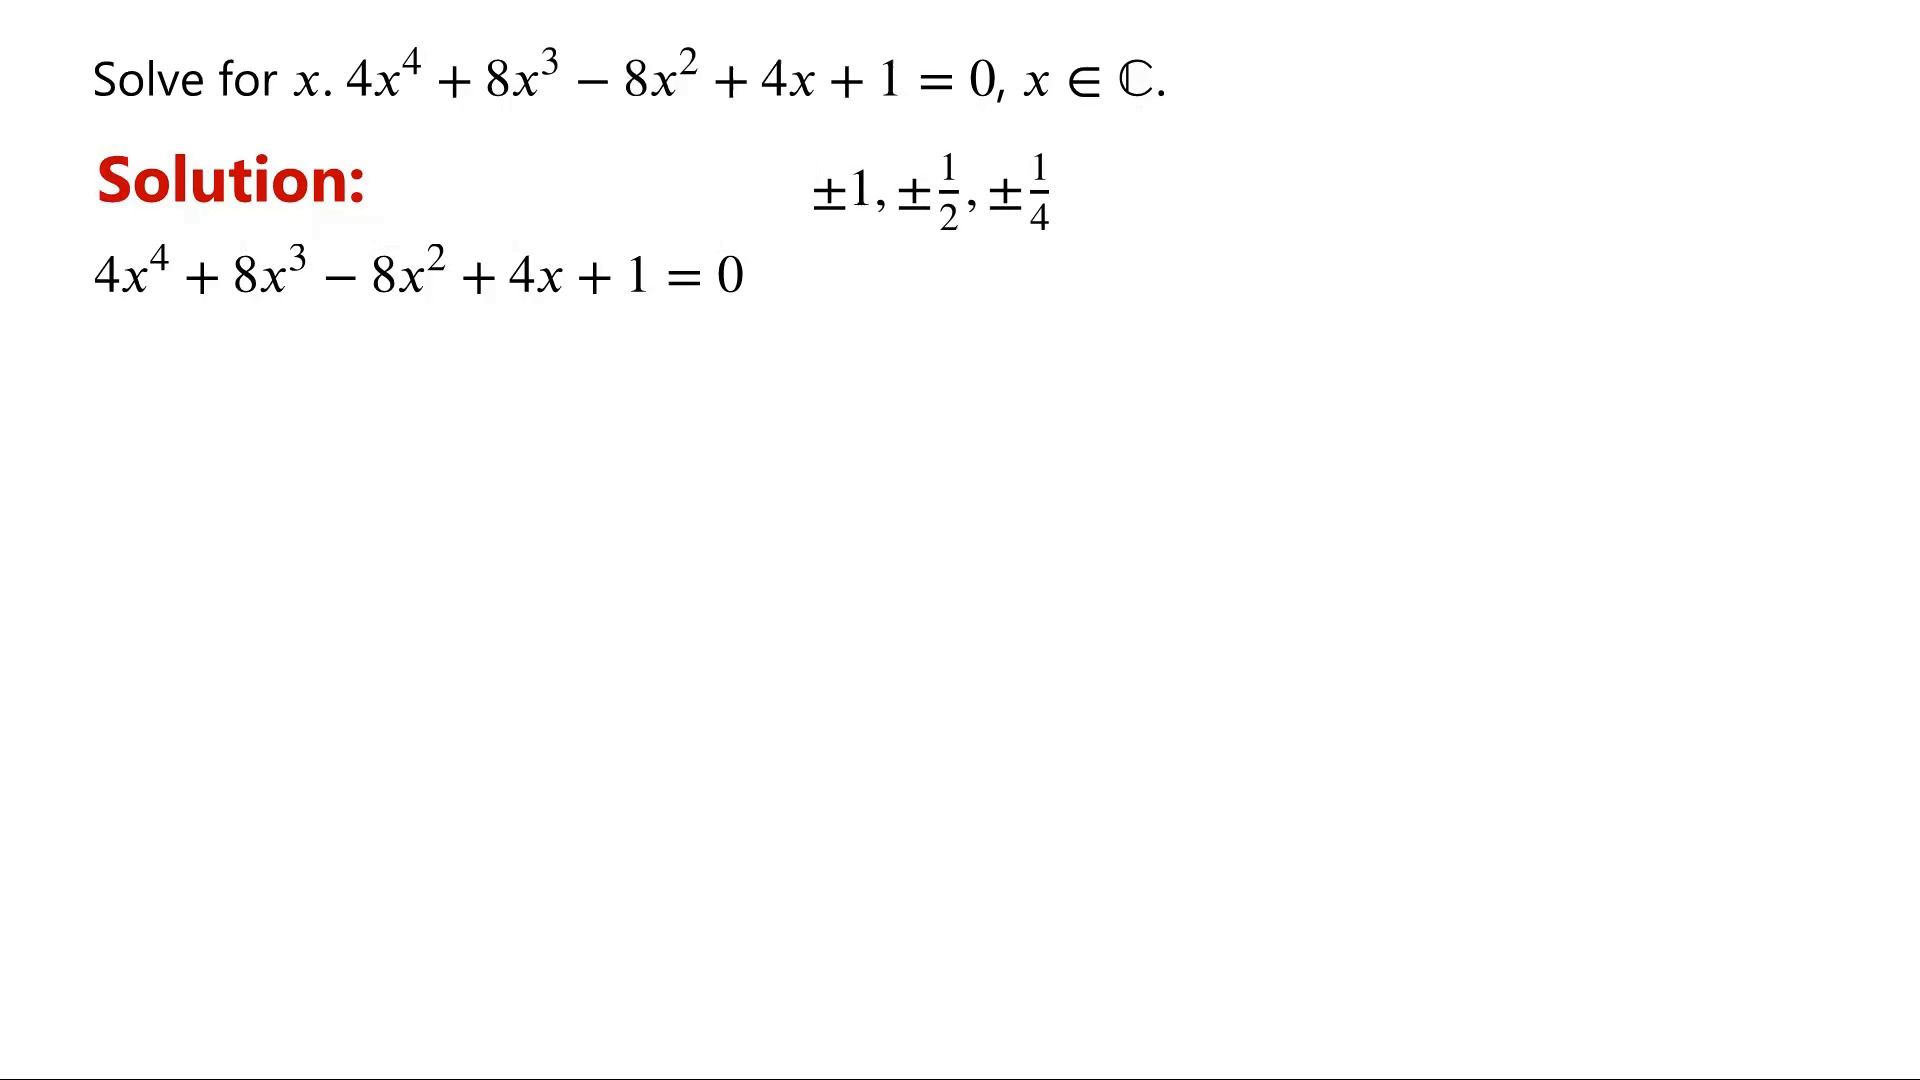 Solve for x. 4x⁴ + 8x³ − 8x² + 4x + 1 = 0, x ∈ ℂ.
Solution:
±1, ±1/2, ±1/4
4x⁴ + 8x³ − 8x² + 4x + 1 = 0